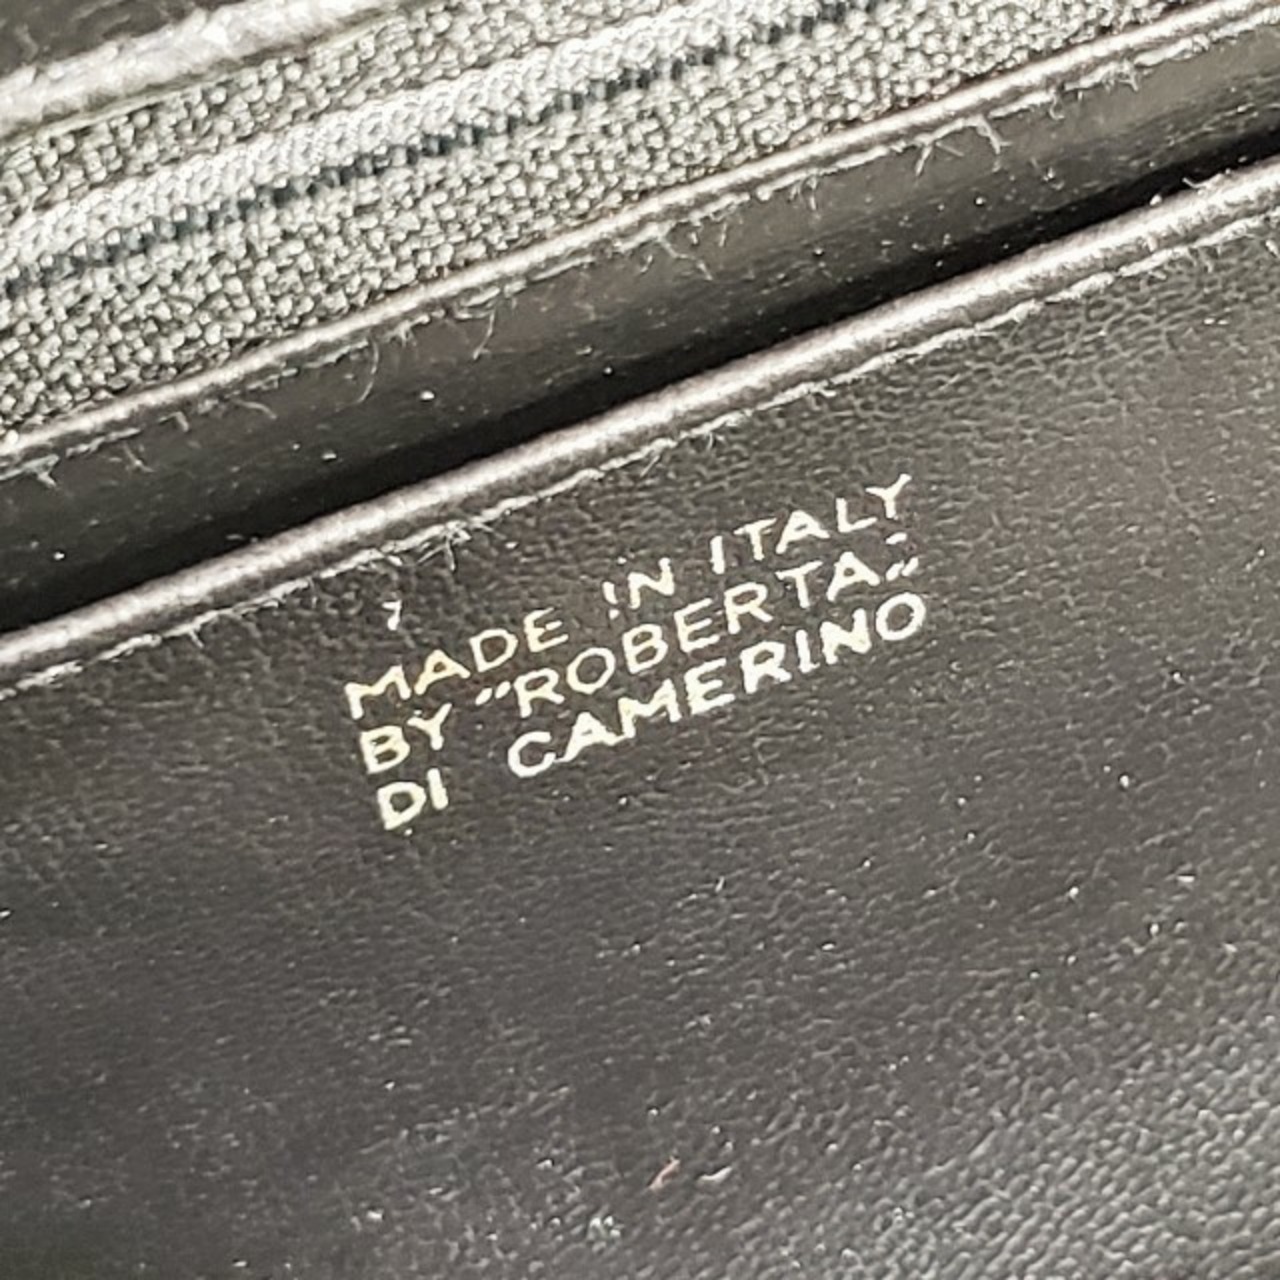 MADE IN ITALY
BY "ROBERTA"
DI CAMERINO